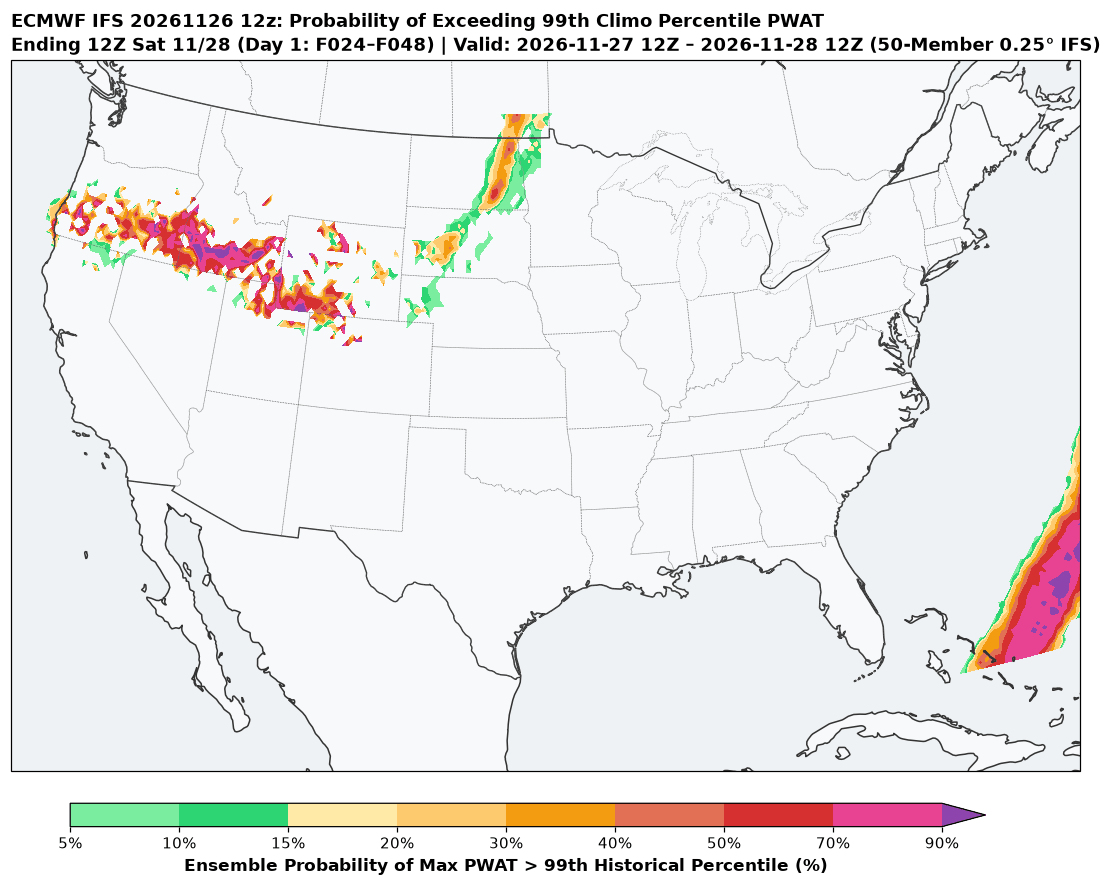 ECMWF IFS 20261126 12z: Probability of Exceeding 99th Climo Percentile PWAT
Ending 12Z Sat 11/28 (Day 1: F024–F048) | Valid: 2026-11-27 12Z – 2026-11-28 12Z (50-Member 0.25° IFS)
5% 10% 15% 20% 30% 40% 50% 70% 90%
Ensemble Probability of Max PWAT > 99th Historical Percentile (%)